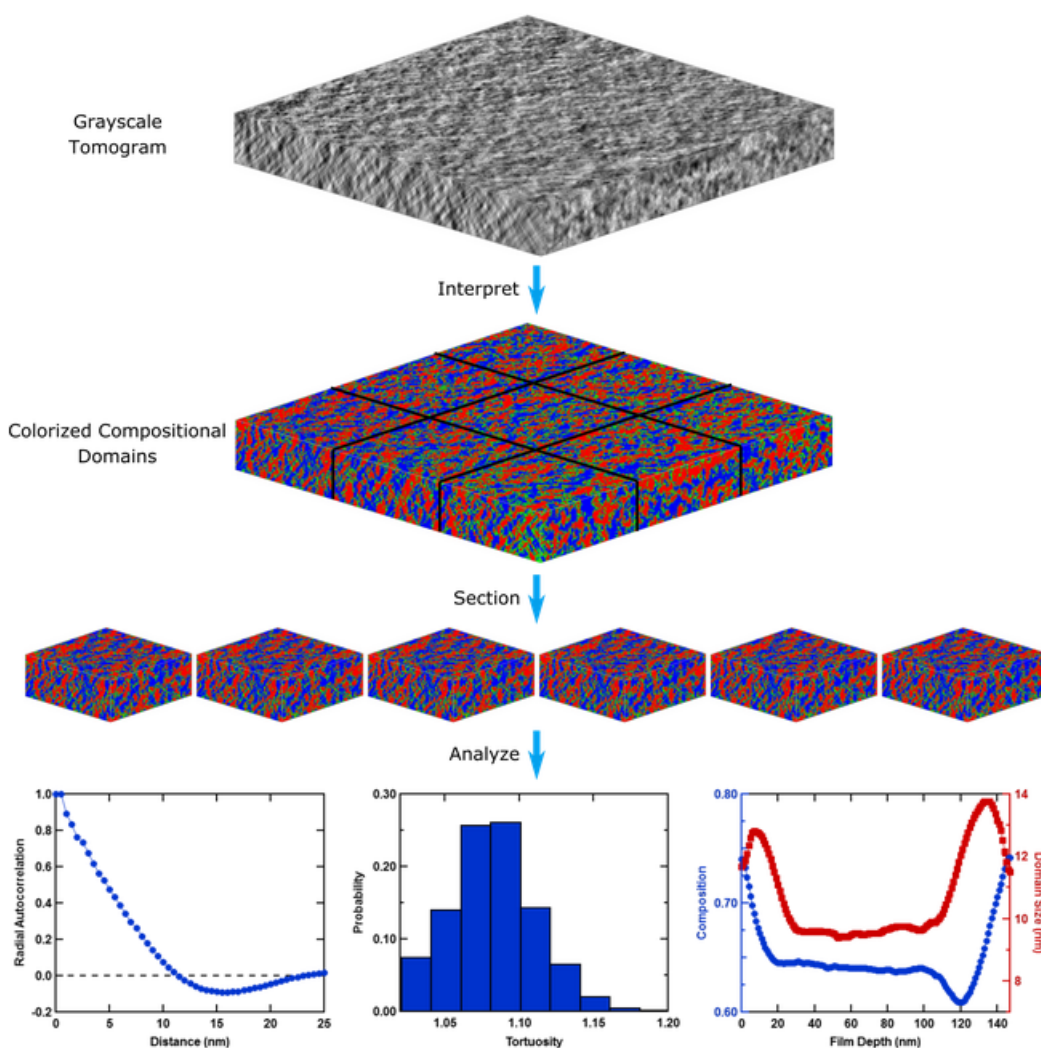 Grayscale
Tomogram
Interpret
Colorized Compositional
Domains
Section
Analyze
1.0
0.8
0.6
0.4
0.2
0.0
-0.2
Radial Autocorrelation
0
5
10
15
20
25
Distance (nm)
0.30
0.20
0.10
0.00
Probability
1.05
1.10
1.15
1.20
Tortuosity
0.80
0.70
0.60
Composition
14
12
10
8
Domain Size (nm)
0
20
40
60
80
100
120
140
Film Depth (nm)